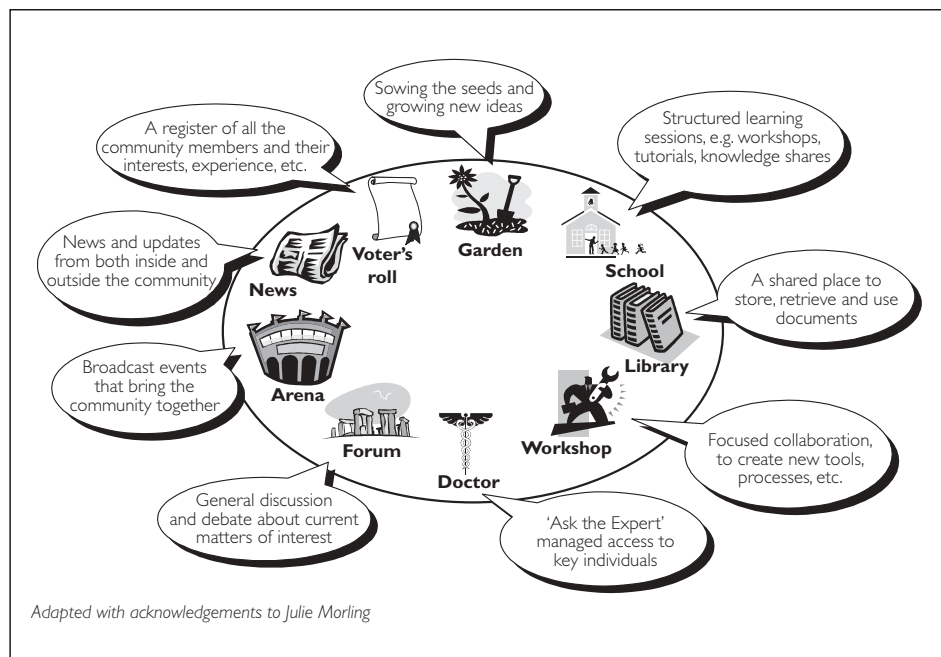 Sowing the seeds and
growing new ideas
A register of all the
community members and their
interests, experience, etc.
Structured learning
sessions, e.g. workshops,
tutorials, knowledge shares
News and updates
from both inside and
outside the community
Voter's
roll
Garden
School
News
A shared place to
store, retrieve and use
documents
Library
Broadcast events
that bring the
community together
Arena
Forum
Doctor
Workshop
Focused collaboration,
to create new tools,
processes, etc.
General discussion
and debate about current
matters of interest
'Ask the Expert'
managed access to
key individuals
Adapted with acknowledgements to Julie Morling